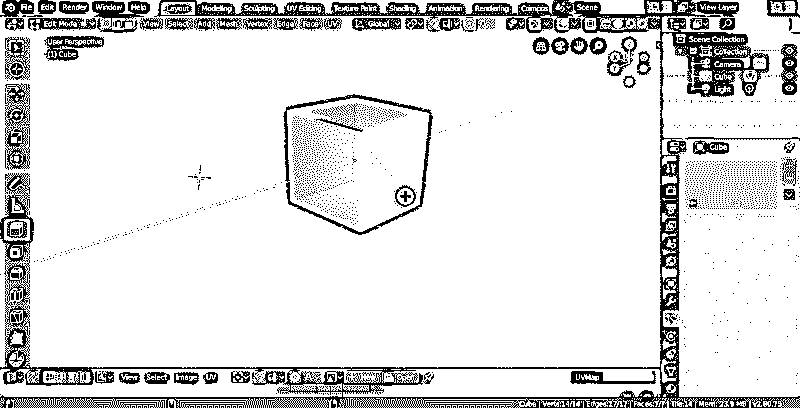 File Edit Render Window Help Layout Modeling Sculpting UV Editing Texture Paint Shading Animation Rendering Scene View Layer
Edit Mode View Select Add Mesh Vertex Edge Face UV Global
User Perspective
(1) Cube
Scene Collection
Collection
Camera
Cube
Light
Cube
View Select Image UV UVMap